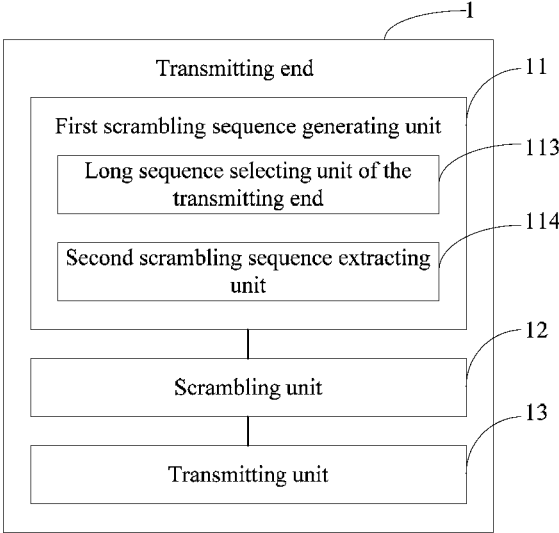 1
Transmitting end
11
First scrambling sequence generating unit
113
Long sequence selecting unit of the
transmitting end
114
Second scrambling sequence extracting
unit
12
Scrambling unit
13
Transmitting unit